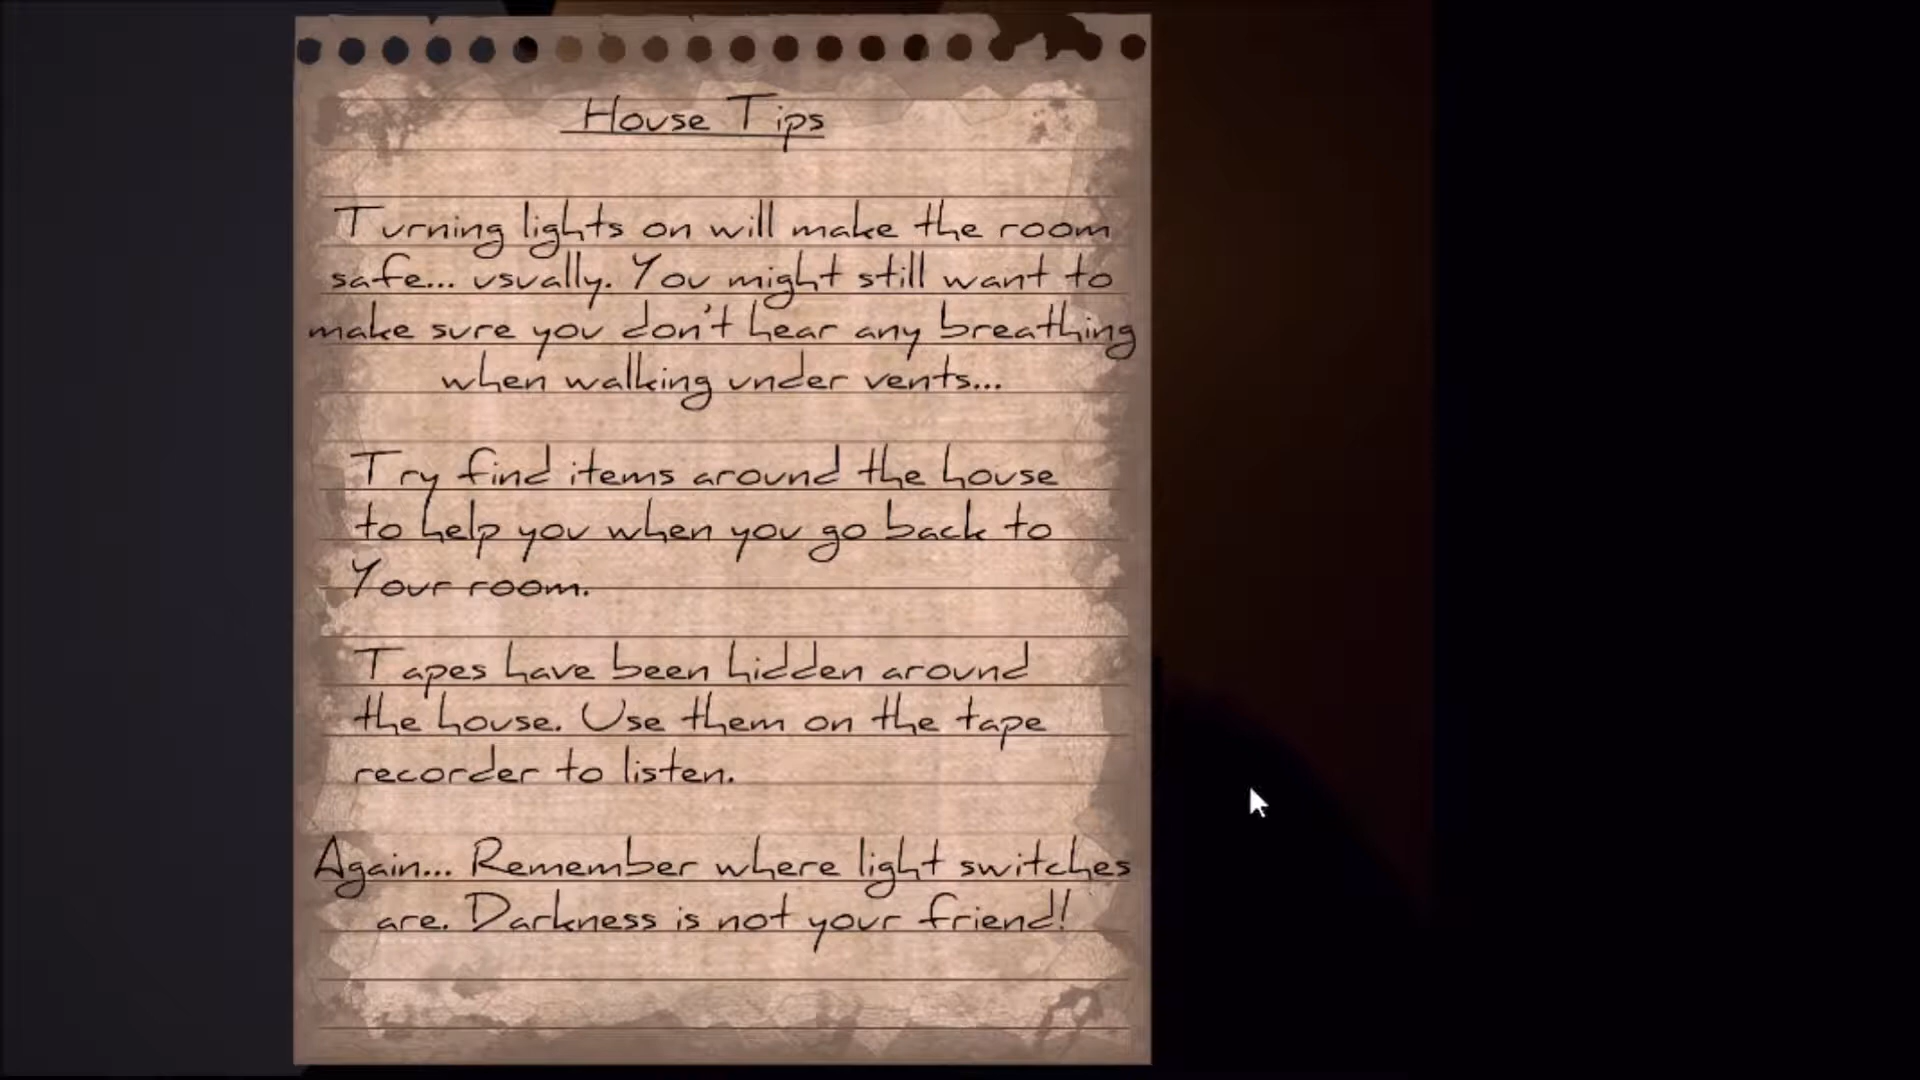 House Tips
Turning lights on will make the room
safe... usually. You might still want to
make sure you don't hear any breathing
when walking under vents...
Try find items around the house
to help you when you go back to
Your room.
Tapes have been hidden around
the house. Use them on the tape
recorder to listen.
Again... Remember where light switches
are. Darkness is not your friend!